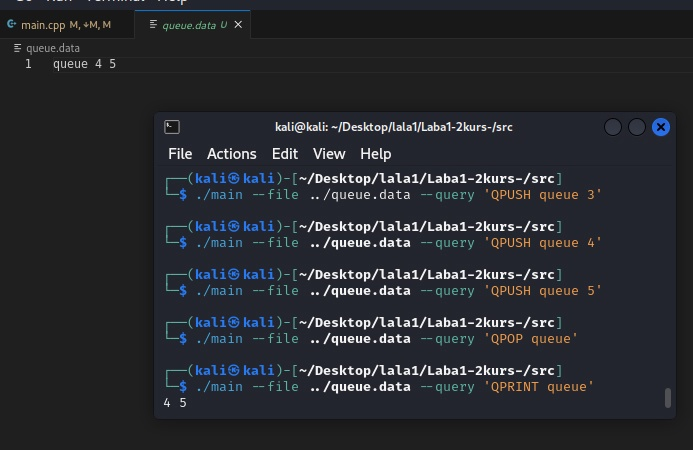 main.cpp M, ↓M, M
queue.data U
queue.data
1 queue 4 5
kali@kali: ~/Desktop/lala1/Laba1-2kurs-/src
File Actions Edit View Help
┌──(kali㉿kali)-[~/Desktop/lala1/Laba1-2kurs-/src]
└─$ ./main --file ../queue.data --query 'QPUSH queue 3'
┌──(kali㉿kali)-[~/Desktop/lala1/Laba1-2kurs-/src]
└─$ ./main --file ../queue.data --query 'QPUSH queue 4'
┌──(kali㉿kali)-[~/Desktop/lala1/Laba1-2kurs-/src]
└─$ ./main --file ../queue.data --query 'QPUSH queue 5'
┌──(kali㉿kali)-[~/Desktop/lala1/Laba1-2kurs-/src]
└─$ ./main --file ../queue.data --query 'QPOP queue'
┌──(kali㉿kali)-[~/Desktop/lala1/Laba1-2kurs-/src]
└─$ ./main --file ../queue.data --query 'QPRINT queue'
4 5